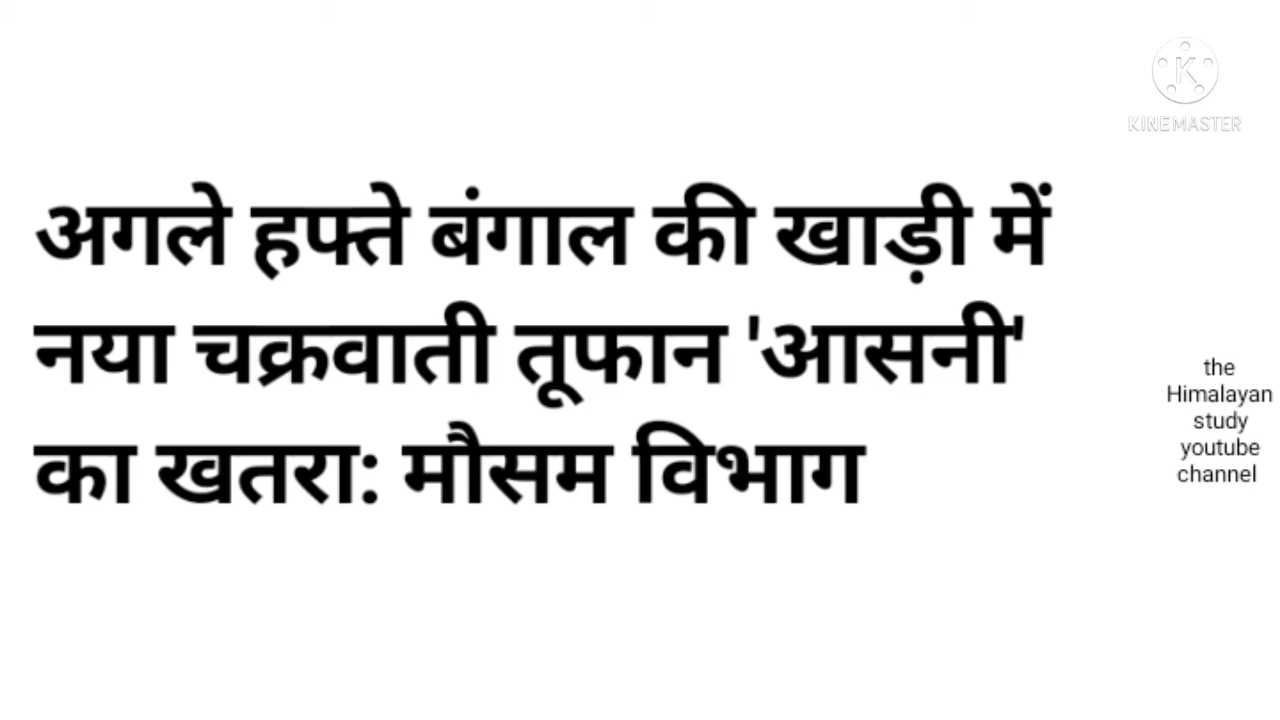 KINEMASTER
अगले हफ्ते बंगाल की खाड़ी में
नया चक्रवाती तूफान 'आसनी'
का खतरा: मौसम विभाग
the
Himalayan
study
youtube
channel